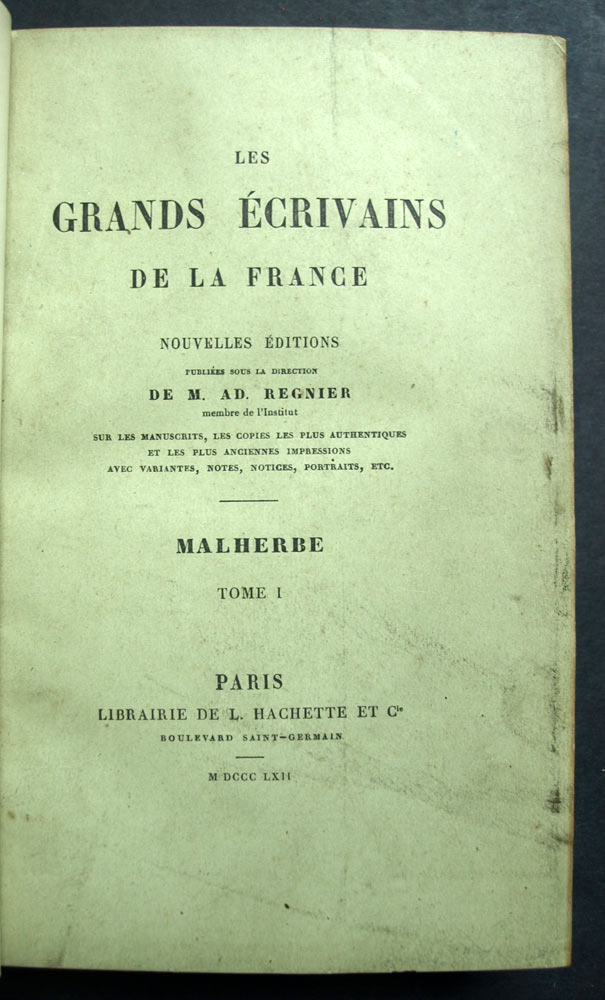 LES
GRANDS ÉCRIVAINS
DE LA FRANCE
NOUVELLES ÉDITIONS
PUBLIÉES SOUS LA DIRECTION
DE M. AD. REGNIER
membre de l'Institut
SUR LES MANUSCRITS, LES COPIES LES PLUS AUTHENTIQUES
ET LES PLUS ANCIENNES IMPRESSIONS
AVEC VARIANTES, NOTES, NOTICES, PORTRAITS, ETC.
MALHERBE
TOME I
PARIS
LIBRAIRIE DE L. HACHETTE ET Cie
BOULEVARD SAINT-GERMAIN
M DCCC LXII